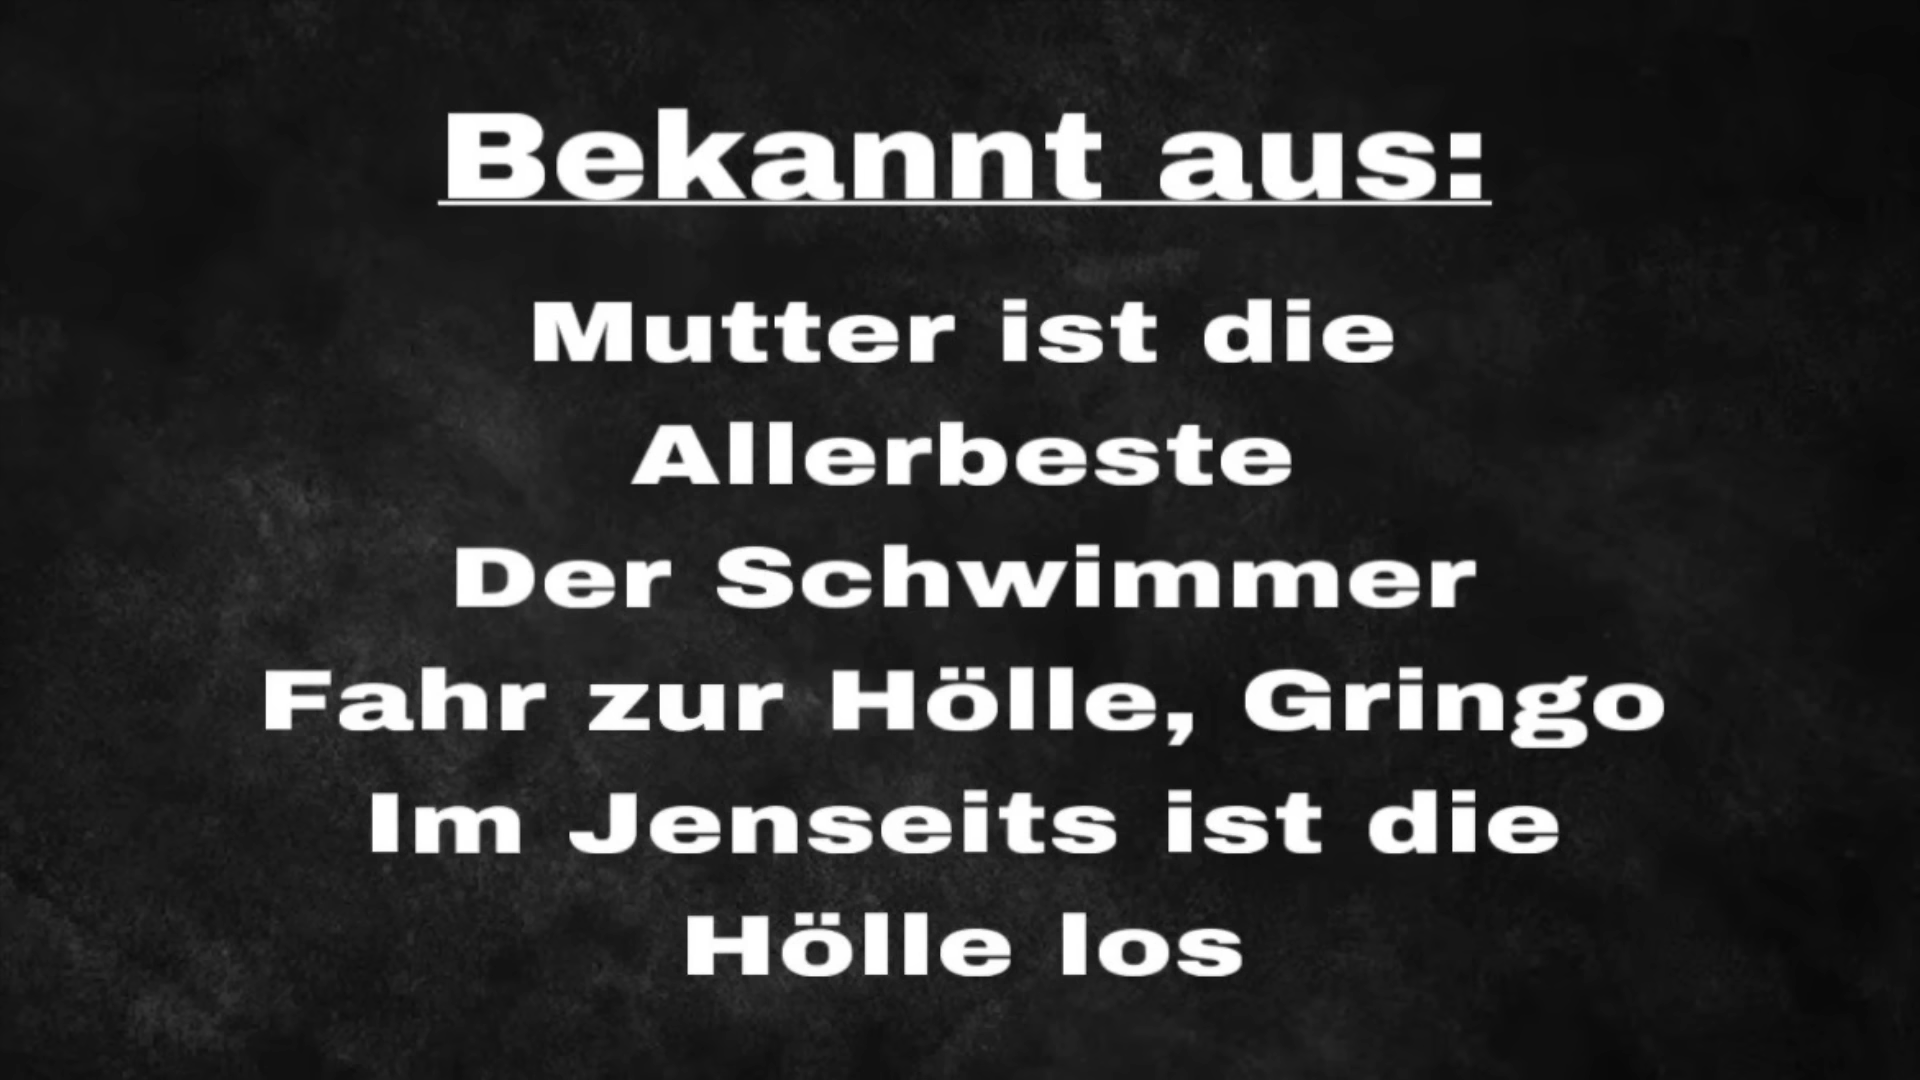 Bekannt aus:
Mutter ist die
Allerbeste
Der Schwimmer
Fahr zur Hölle, Gringo
Im Jenseits ist die
Hölle los